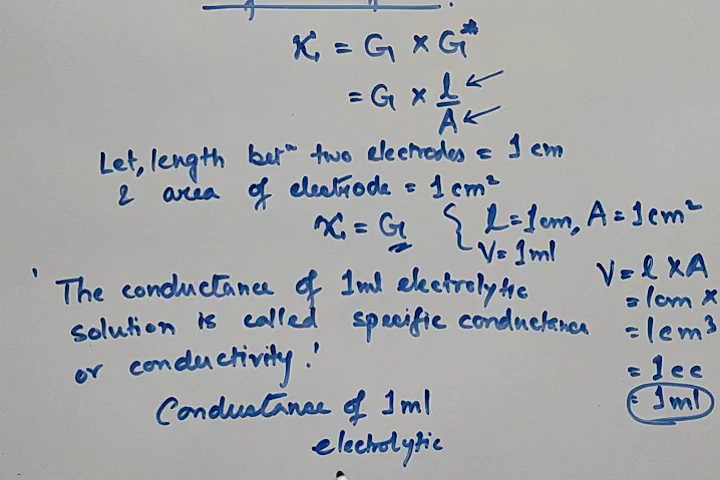 K = G × G*
= G × l/A
Let, length betⁿ two electrodes = 1 cm
& area of electrode = 1 cm²
K = G { l = 1cm, A = 1cm²
V = 1ml
V = l × A
= 1cm ×
= 1cm³
= 1cc
= 1ml
'The conductance of 1ml electrolytic
solution is called specific conductance
or conductivity.'
Conductanse of 1ml
electrolytic